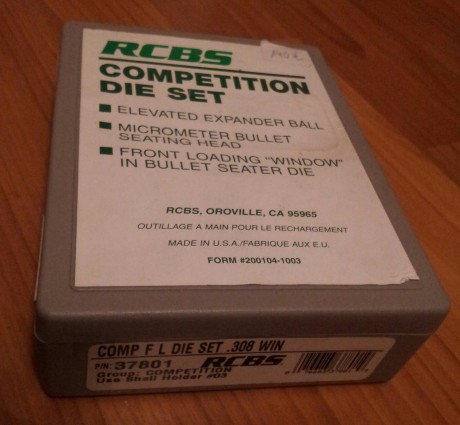 RCBS
140 €
COMPETITION
DIE SET
ELEVATED EXPANDER BALL
MICROMETER BULLET
SEATING HEAD
FRONT LOADING "WINDOW"
IN BULLET SEATER DIE
RCBS, OROVILLE, CA 95965
OUTILLAGE A MAIN POUR LE RECHARGEMENT
MADE IN U.S.A./FABRIQUE AUX E.U.
FORM #200104-1003
COMP F L DIE SET .308 WIN
P/N 37801 RCBS
Group: COMPETITION
Use Shell Holder #03